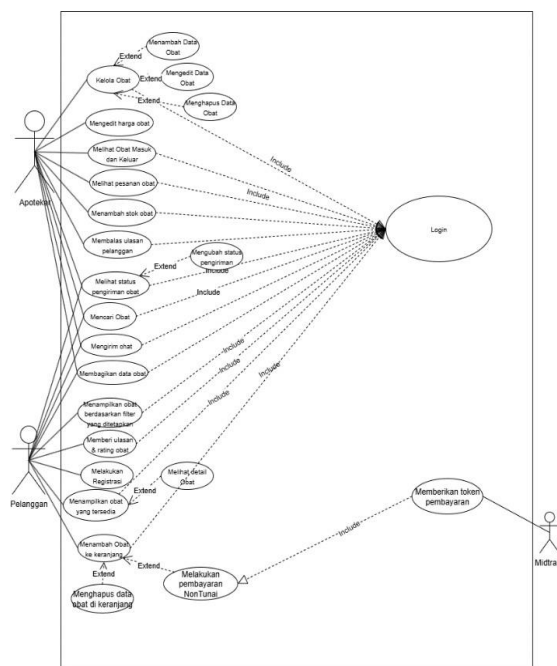 Menambah Data
Obat
Extend
Kelola Obat
Extend
Mengedit Data
Obat
Extend
Menghapus Data
Obat
Mengedit harga obat
Melihat Obat Masuk
dan Keluar
Include
Apoteker
Melihat pesanan obat
Include
Menambah stok obat
Login
Membalas ulasan
pelanggan
Mengubah status
pengiriman
Extend
Melihat status
pengiriman obat
Include
Mencari Obat
Include
Mengirim chat
Membagikan data obat
Include
Include
Include
Include
Menampilkan obat
berdasarkan filter
yang ditetapkan
Memberi ulasan
& rating obat
Pelanggan
Melakukan
Registrasi
Melihat detail
Obat
Extend
Menampilkan obat
yang tersedia
Memberikan token
pembayaran
Menambah Obat
ke keranjang
Include
Extend
Extend
Melakukan
pembayaran
NonTunai
Menghapus data
obat di keranjang
Midtra